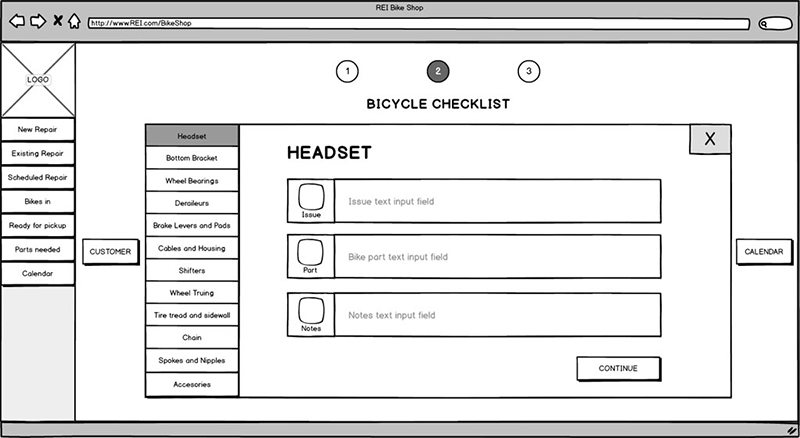 REI Bike Shop
http://www.REI.com/BikeShop
LOGO
New Repair
Existing Repair
Scheduled Repair
Bikes in
Ready for pickup
Parts needed
Calendar
1
2
3
BICYCLE CHECKLIST
CUSTOMER
Headset
Bottom Bracket
Wheel Bearings
Deraileurs
Brake Levers and Pads
Cables and Housing
Shifters
Wheel Truing
Tire tread and sidewall
Chain
Spokes and Nipples
Accesories
X
HEADSET
Issue
Issue text input field
Part
Bike part text input field
Notes
Notes text input field
CONTINUE
CALENDAR